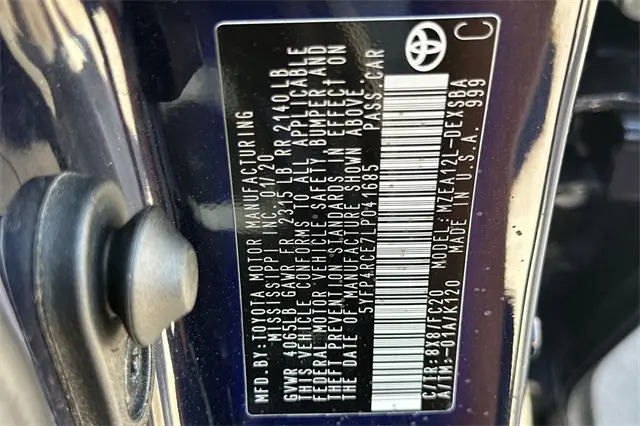 MFD.BY:TOYOTA MOTOR MANUFACTURING
MISSISSIPPI INC. 11/20
GVWR 4065LB GAWR FR 2315 LB RR 2140LB
THIS VEHICLE CONFORMS TO ALL APPLICABLE
FEDERAL MOTOR VEHICLE SAFETY, BUMPER, AND
THEFT PREVENTION STANDARDS IN EFFECT ON
THE DATE OF MANUFACTURE SHOWN ABOVE.
5YFP4RCE7LP041685 PASS.CAR
C/TR:8X8/FC20 MODEL:MZEA12L-DEXSBA
A/TM:-03A/K120 MADE IN U.S.A. 999
C